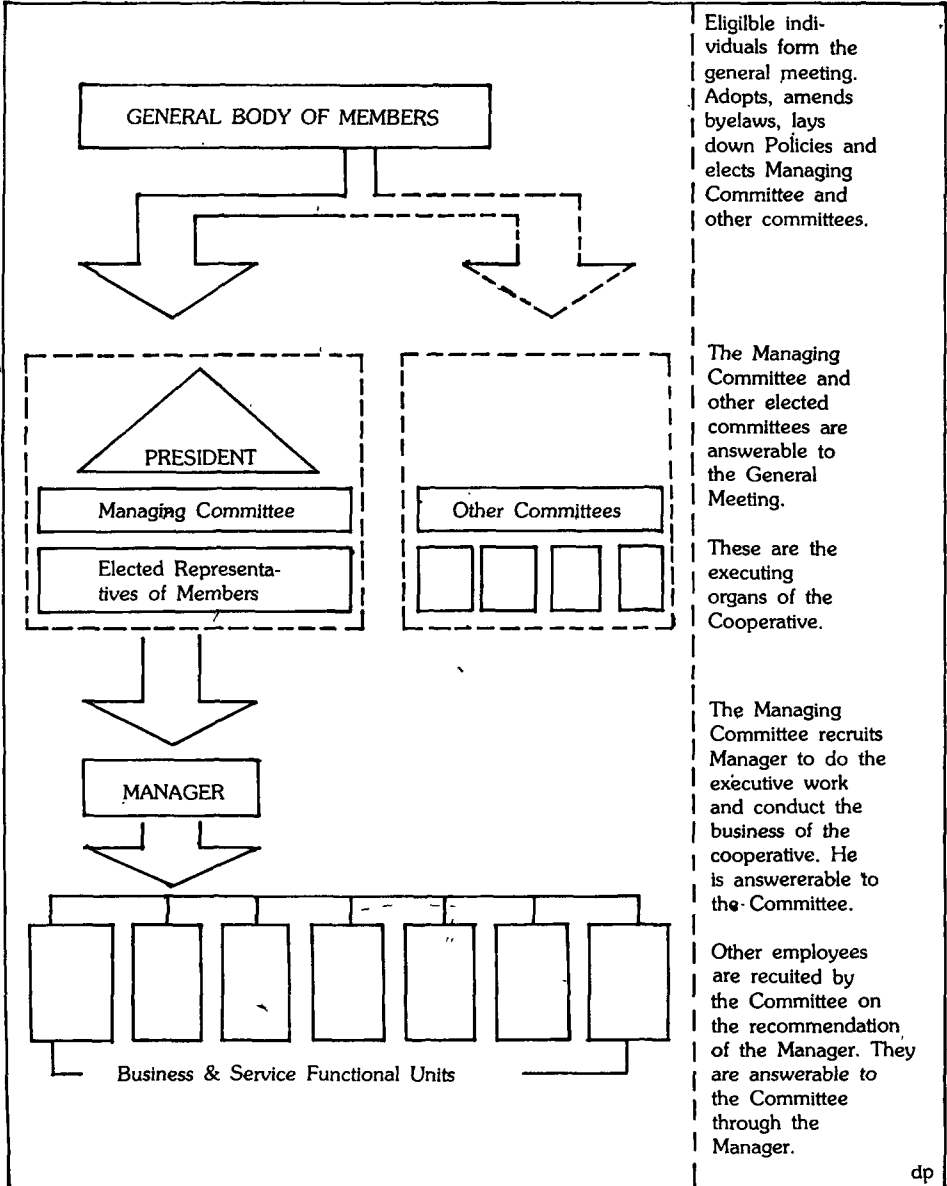 GENERAL BODY OF MEMBERS
PRESIDENT
Managing Committee
Elected Representa-
tives of Members
Other Committees
MANAGER
Business & Service Functional Units
Eligilble indi-
viduals form the
general meeting.
Adopts, amends
byelaws, lays
down Policies and
elects Managing
Committee and
other committees.
The Managing
Committee and
other elected
committees are
answerable to
the General
Meeting.
These are the
executing
organs of the
Cooperative.
The Managing
Committee recruits
Manager to do the
executive work
and conduct the
business of the
cooperative. He
is answererable to
the Committee.
Other employees
are recuited by
the Committee on
the recommendation
of the Manager. They
are answerable to
the Committee
through the
Manager.
dp